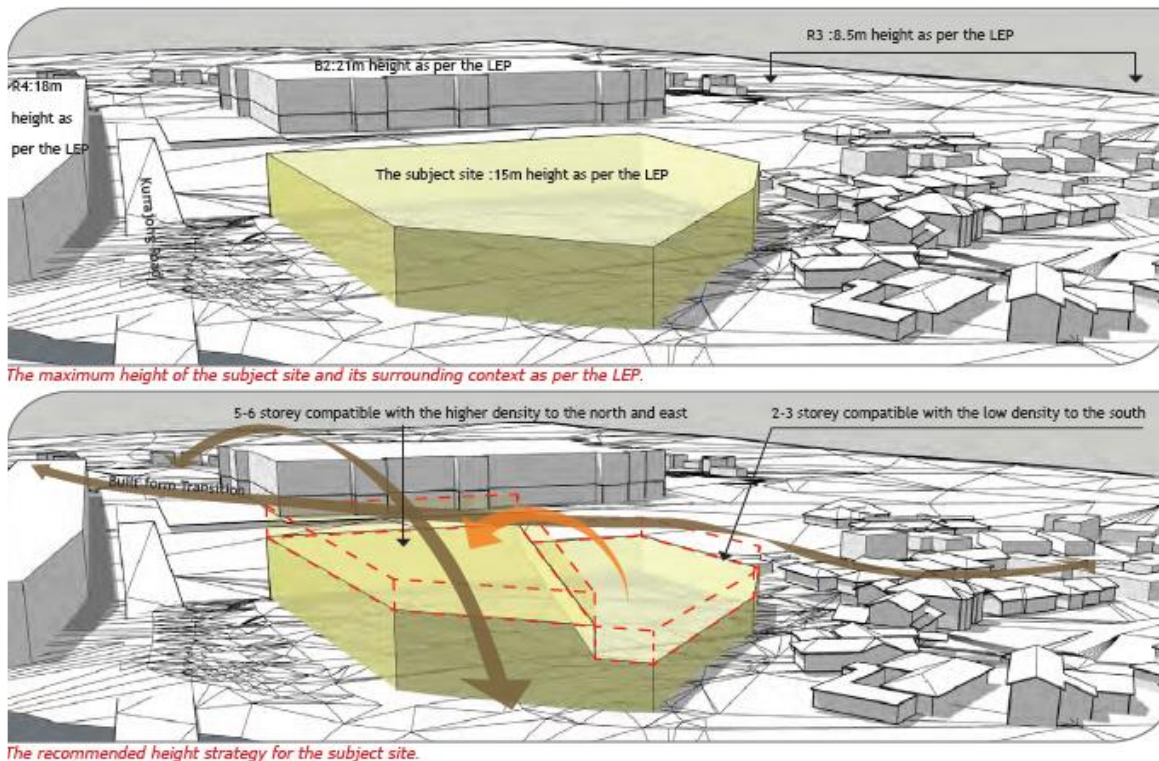 R3 :8.5m height as per the LEP
B2:21m height as per the LEP
R4:18m
height as
per the LEP
The subject site :15m height as per the LEP
Kurrajong Road
The maximum height of the subject site and its surrounding context as per the LEP.
5-6 storey compatible with the higher density to the north and east
2-3 storey compatible with the low density to the south
Built form Transition
The recommended height strategy for the subject site.